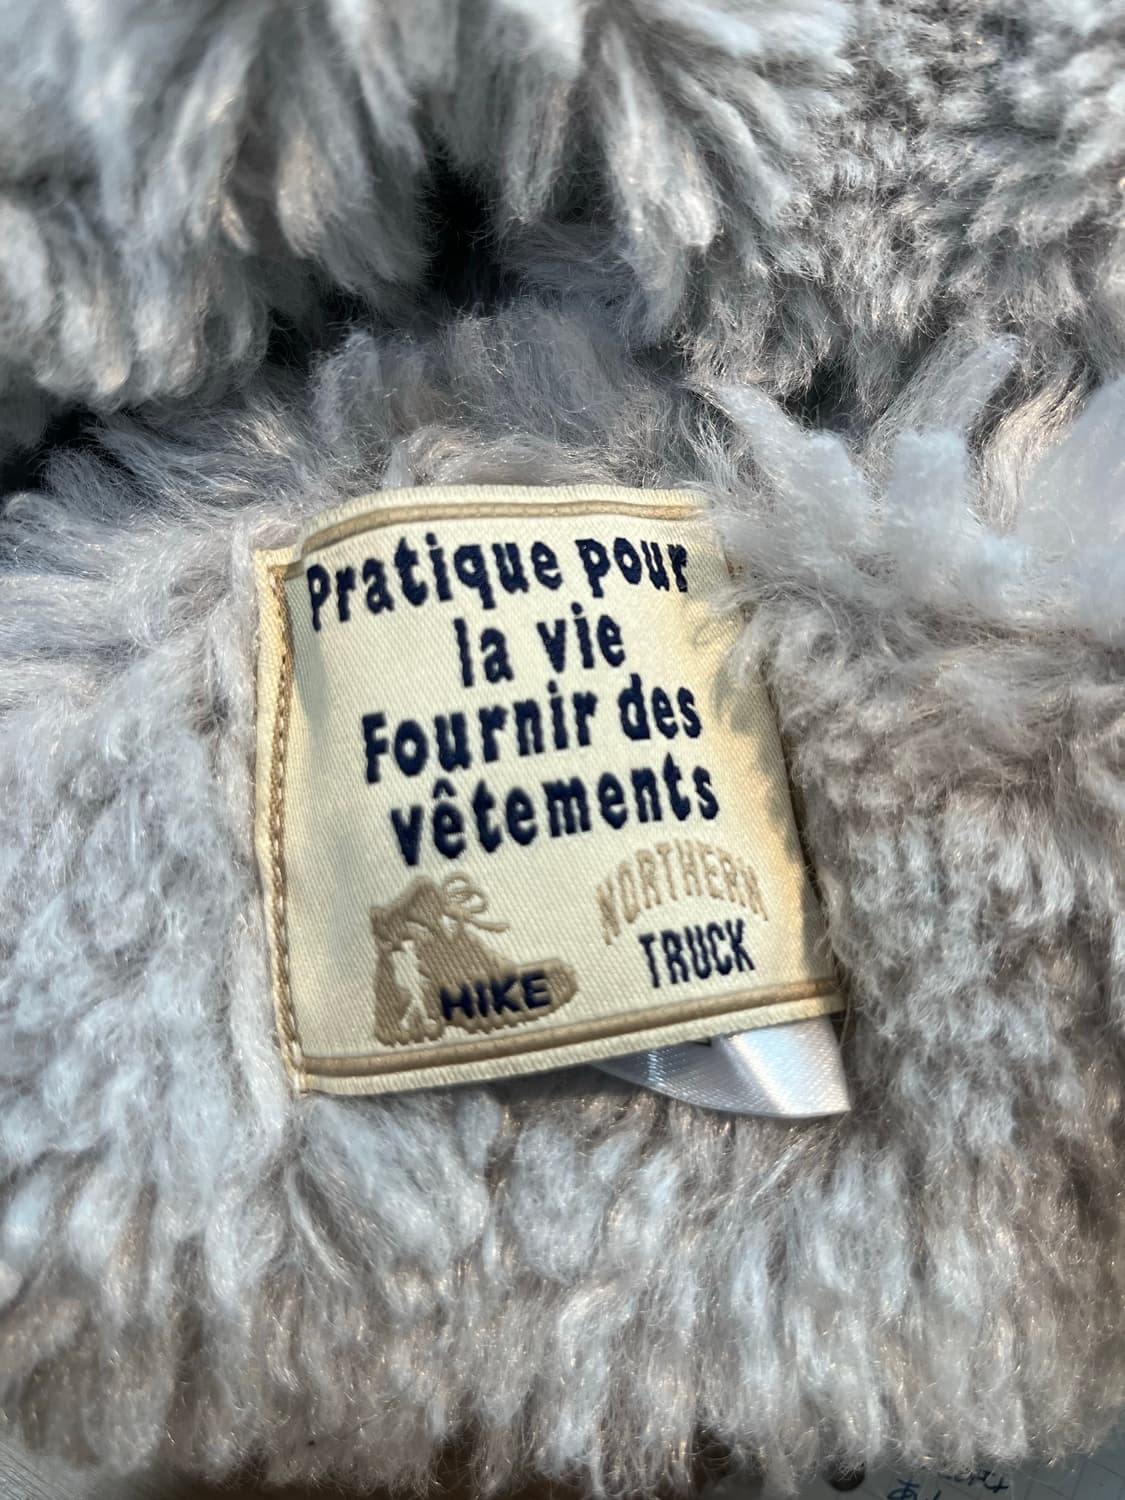 Pratique pour
la vie
Fournir des
vêtements
HIKE
NORTHERN
TRUCK